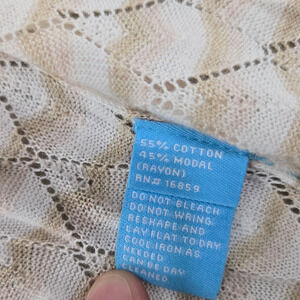 55% COTTON
45% MODAL
(RAYON)
RN# 16859
DO NOT BLEACH
DO NOT WRING
RESHAPE AND
LAY FLAT TO DRY
COOL IRON AS
NEEDED
CAN BE DRY
CLEANED